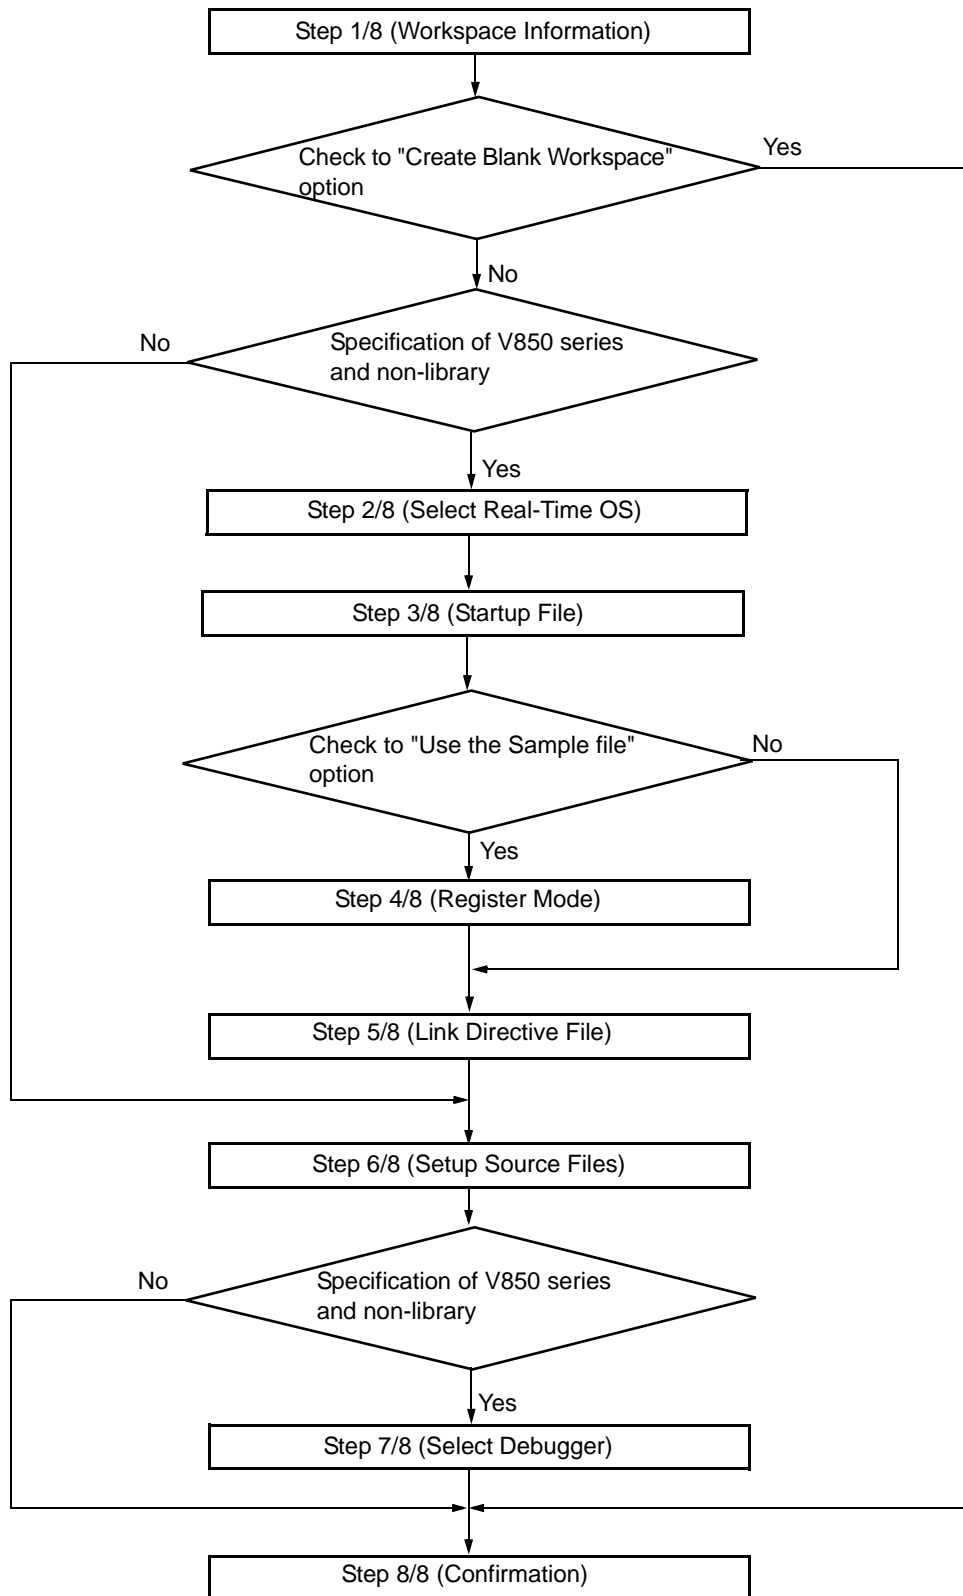 Step 1/8 (Workspace Information)
Check to "Create Blank Workspace"
option
Yes
No
No
Specification of V850 series
and non-library
Yes
Step 2/8 (Select Real-Time OS)
Step 3/8 (Startup File)
Check to "Use the Sample file"
option
No
Yes
Step 4/8 (Register Mode)
Step 5/8 (Link Directive File)
Step 6/8 (Setup Source Files)
No
Specification of V850 series
and non-library
Yes
Step 7/8 (Select Debugger)
Step 8/8 (Confirmation)